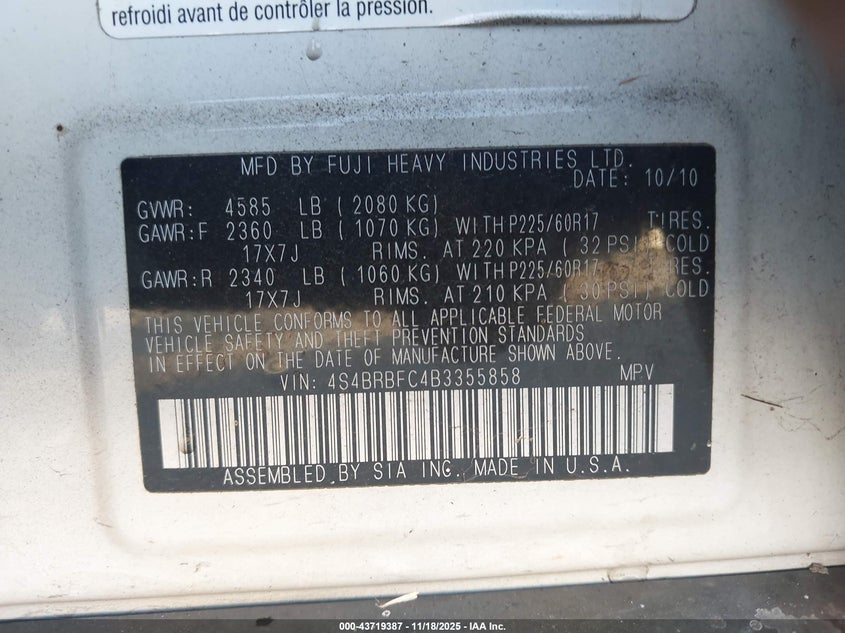 refroidi avant de contrôler la pression.
MFD BY FUJI HEAVY INDUSTRIES LTD.
DATE: 10/10
GVWR: 4585 LB ( 2080 KG)
GAWR:F 2360 LB ( 1070 KG) WITH P225/60R17 TIRES.
17X7J RIMS. AT 220 KPA ( 32 PSI) COLD
GAWR:R 2340 LB ( 1060 KG) WITH P225/60R17 TIRES.
17X7J RIMS. AT 210 KPA ( 30 PSI) COLD
THIS VEHICLE CONFORMS TO ALL APPLICABLE FEDERAL MOTOR
VEHICLE SAFETY AND THEFT PREVENTION STANDARDS
IN EFFECT ON THE DATE OF MANUFACTURE SHOWN ABOVE.
VIN: 4S4BRBFC4B3355858 MPV
ASSEMBLED BY SIA INC. MADE IN U.S.A.
000-43719387 - 11/18/2025 - IAA Inc.